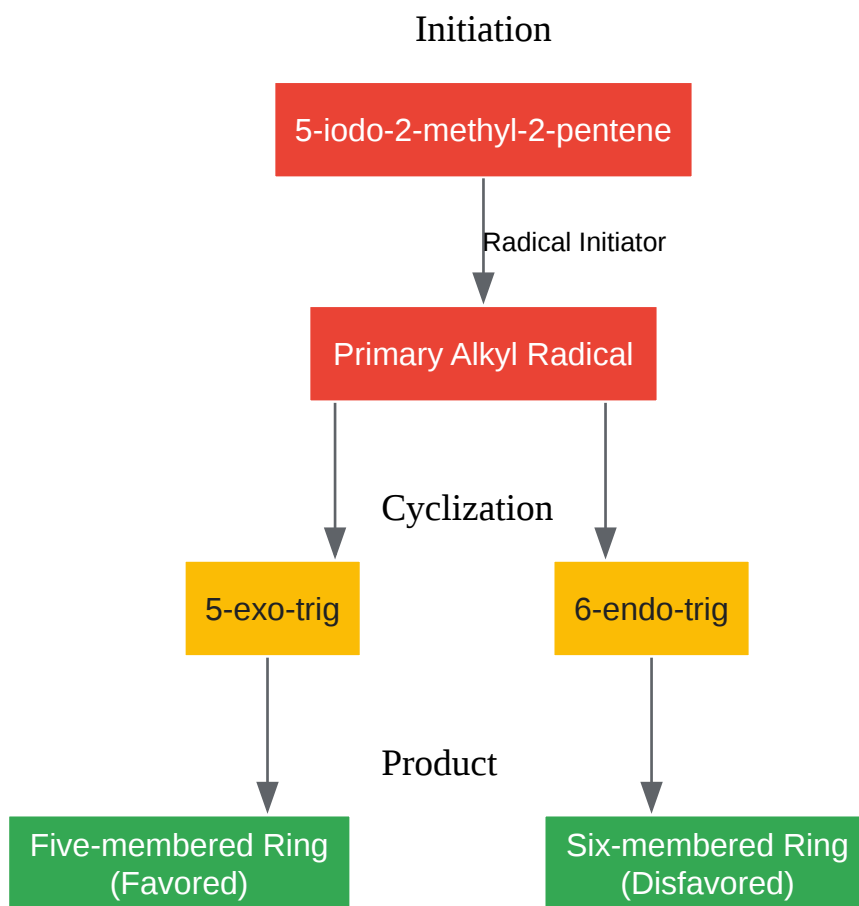 Initiation
5-iodo-2-methyl-2-pentene
Radical Initiator
Primary Alkyl Radical
Cyclization
5-exo-trig
6-endo-trig
Product
Five-membered Ring
(Favored)
Six-membered Ring
(Disfavored)